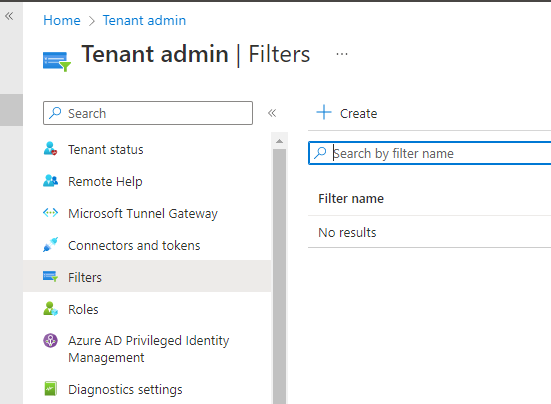 Home > Tenant admin
Tenant admin | Filters ...
Search
Tenant status
Remote Help
Microsoft Tunnel Gateway
Connectors and tokens
Filters
Roles
Azure AD Privileged Identity
Management
Diagnostics settings
+ Create
Search by filter name
Filter name
No results